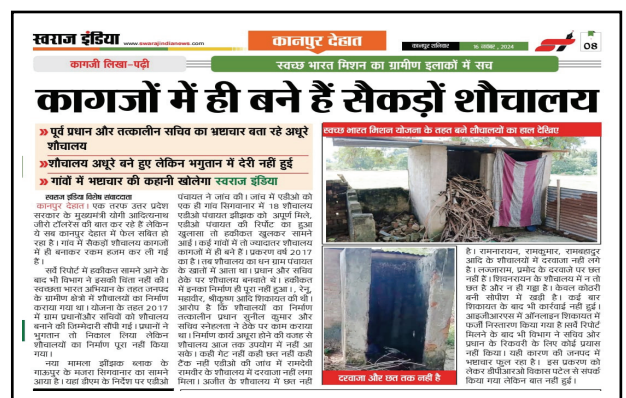 स्वराज इंडिया www.swarajindianews.com
कानपुर देहात
कानपुर शनिवार 16 नवंबर, 2024
08
कागजी लिखा-पढ़ी
स्वच्छ भारत मिशन का ग्रामीण इलाकों में सच
कागजों में ही बने हैं सैकड़ों शौचालय
पूर्व प्रधान और तत्कालीन सचिव का भ्रष्टाचार बता रहे अधूरे
शौचालय
शौचालय अधूरे बने हुए लेकिन भुगतान में देरी नहीं हुई
गांवों में भ्रष्टाचार की कहानी खोलेगा स्वराज इंडिया
स्वराज इंडिया विशेष संवाददाता
कानपुर देहात। एक तरफ उत्तर प्रदेश
सरकार के मुख्यमंत्री योगी आदित्यनाथ
जीरो टॉलरेंस की बात कर रहे हैं लेकिन
ये सब कानपुर देहात में फेल सबित हो
रहा है। गांव में सैकड़ों शौचालय कागजों
में ही बनाकर रकम हजम कर ली गई
हैं।
सर्वे रिपोर्ट में हकीकत सामने आने के
बाद भी विभाग ने इसकी चिंता नहीं की।
स्वच्छता भारत अभियान के तहत जनपद
के ग्रामीण क्षेत्रो में शौचालयों का निर्माण
कराया गया था। योजना के तहत 2017
में ग्राम प्रधानोंऔर सचिवों को शौचालय
बनाने की जिम्मेदारी सौंपी गई। प्रधानों ने
भुगतान तो निकाल लिया लेकिन
शौचालयों का निर्माण पूरा नहीं किया
गया।
नया मामला झींझक ब्लाक के
गाऊपुर के मजरा सिगवानार का सामने
आया है। यहां डीएम के निर्देश पर एडीओ
पंचायत ने जांच की। जांच में एडीओ को
एक ही गांव सिगवानार में 18 शौचालय
एडीओ पंचायत झींझक को अपूर्ण मिले,
एडीओ पंचायत की रिर्पोट का हुआ
खुलासा तो हकीकत खुलकर सामने
आई। कई गांवों में तो ज्यादातर शौचालय
कागजों में ही बने हैं। प्रकरण वर्ष 2017
का है। तब शौचालय का धन ग्राम पंचायत
के खातों में आता था। प्रधान और सचिव
ठेके पर शौचालय बनवाते थे। हकीकत
में इनका निर्माण ही पूरा नहीं हुआ।, रेनू,
महावीर, श्रीकृष्ण आदि शिकायत की थी।
आरोप है कि शौचालयों का निर्माण
तत्कालीन प्रधान सुनील कुमार और
सचिव स्नेहलता ने ठेके पर काम कराया
था। निर्माण कार्य अधूरा होने की वजह से
शौचालय आज तक उपयोग में नहीं आ
सके। कही गेट नहीं कही छत नहीं कही
टैंक नहीं एडीओ की जांच में रामदेवी
रामवीर के शौचालय में दरवाजा नहीं लगा
मिला। अजीत के शौचालय में छत नहीं
स्वच्छ भारत मिशन योजना के तहत बने शौचालयों का हाल देखिए
दरवाजा और छत तक नही है
है। रामनारायन, रामकुमार, रामबहादुर
आदि के शौचालयों में दरवाजा नहीं लगे
है। लज्जाराम, प्रमोद के दरवाजे पर छत
नहीं हैं। शिवनरायन के शौचालय में न तो
छत है और न ही गड्ढा है। केवल कोठरी
बनी सोपीश में खड़ी है। कई बार
शिकायत के बाद भी कार्रवाई नहीं हुई।
आइजीआरएस में ऑनलाइन शिकायत में
फर्जी निस्तारण किया गया है।सर्वे रिपोर्ट
मिलने के बाद भी विभाग ने सचिव ओर
प्रधान के रिकवरी के लिए कोई प्रयास
नहीं किया। यही कारण की जनपद में
भष्टाचार फूल रहा है। इस प्रकरण को
लेकर डीपीआरओ विकास पटेल से संपर्क
किया गया लेकिन बात नहीं हुई।